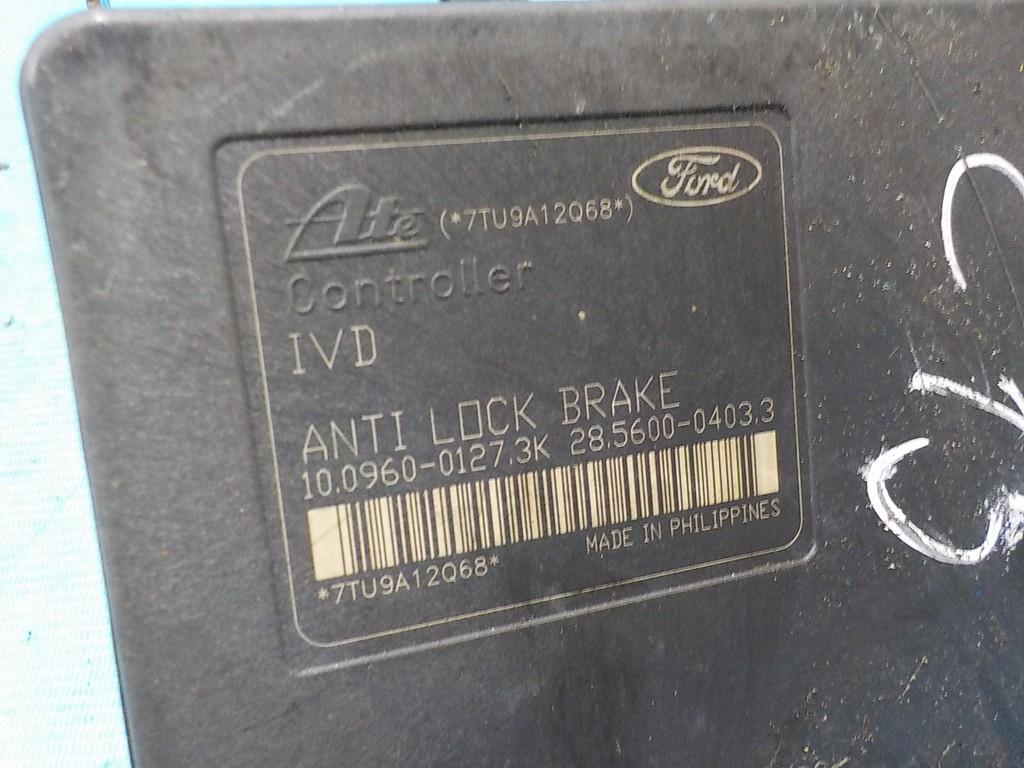 Ford
Ate (*7TU9A12Q68*)
Controller
IVD
ANTI LOCK BRAKE
10.0960-0127.3K 28.5600-0403.3
MADE IN PHILIPPINES
*7TU9A12Q68*